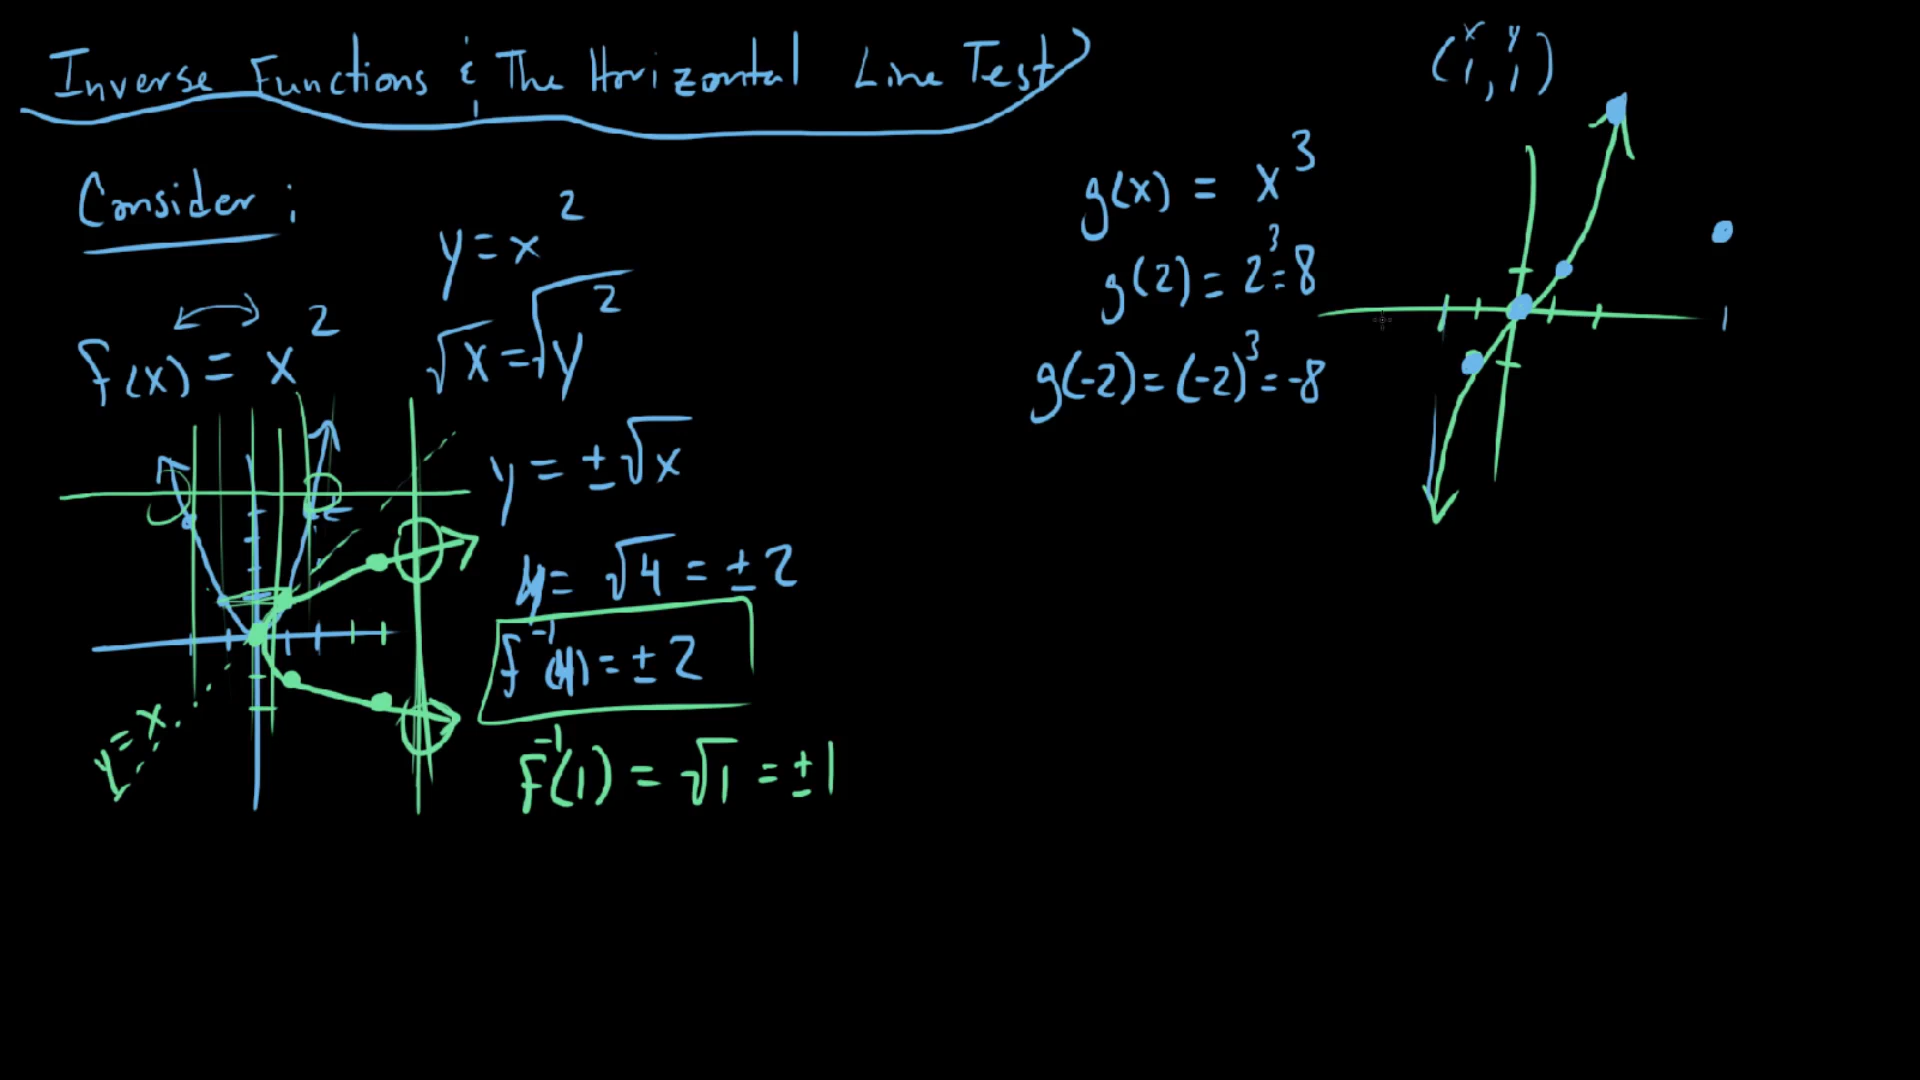 Inverse Functions & The Horizontal Line Test
Consider:
f(x) = x²
y = x²
√x = √y²
y = ±√x
y = √4 = ±2
f⁻¹(4) = ±2
f⁻¹(1) = √1 = ±1
y = x
g(x) = x³
g(2) = 2³ = 8
g(-2) = (-2)³ = -8
x y
(1, 1)